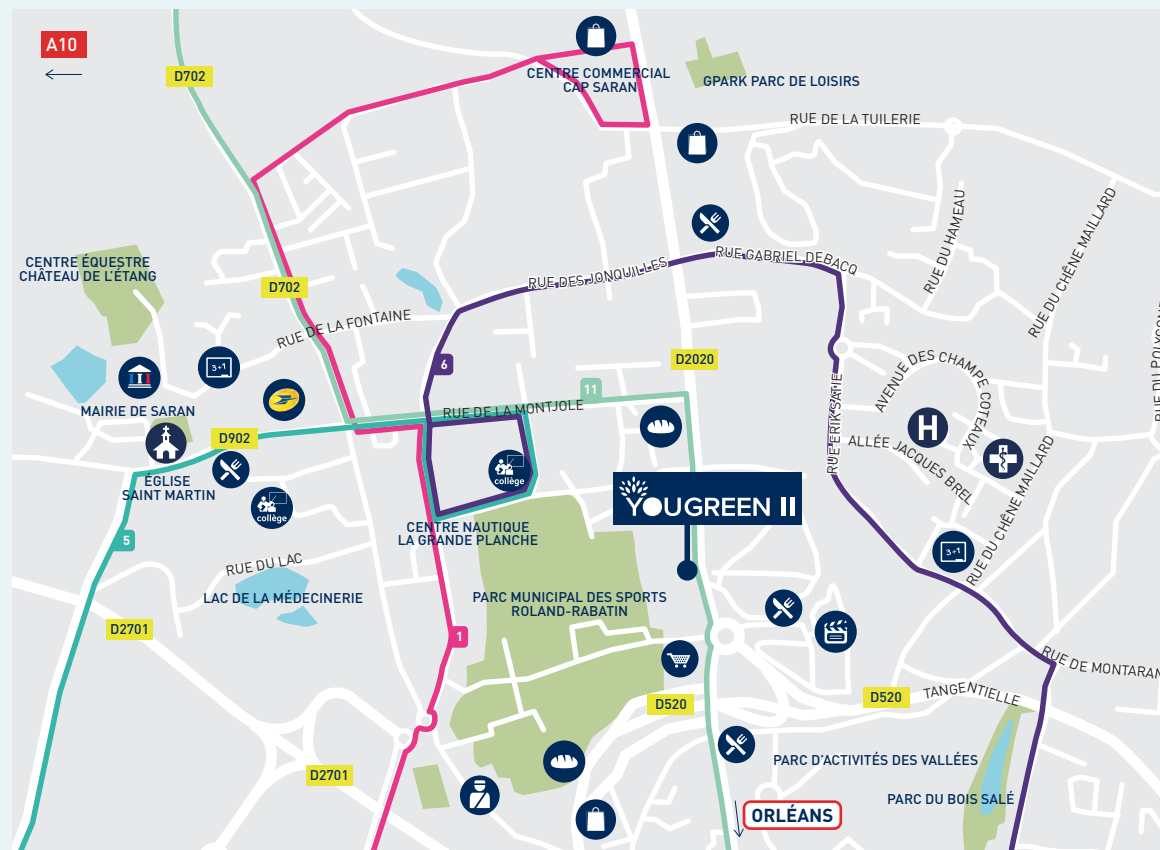 A10
D702
CENTRE COMMERCIAL
CAP SARAN
GPARK PARC DE LOISIRS
RUE DE LA TUILERIE
RUE DU HAMEAU
RUE DU CHÊNE MAILLARD
CENTRE ÉQUESTRE
CHÂTEAU DE L'ÉTANG
D702
RUE DES JONQUILLES
RUE GABRIEL DEBACQ
RUE DE LA FONTAINE
3+1
6
D2020
11
AVENUE DES CHAMPE
COTEAUX
RUE ERIK SATIE
MAIRIE DE SARAN
RUE DE LA MONTJOLE
D902
H
ALLÉE JACQUES BREL
ÉGLISE
SAINT MARTIN
collège
collège
YOUGREEN II
RUE DU CHÊNE MAILLARD
5
CENTRE NAUTIQUE
LA GRANDE PLANCHE
3+1
RUE DU LAC
LAC DE LA MÉDECINERIE
PARC MUNICIPAL DES SPORTS
ROLAND-RABATIN
D2701
1
RUE DE MONTARAN
D520
D520
TANGENTIELLE
D2701
PARC D'ACTIVITÉS DES VALLÉES
PARC DU BOIS SALÉ
ORLÉANS